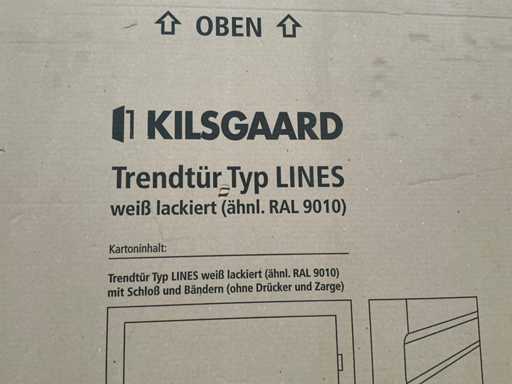 OBEN
KILSGAARD
Trendtür Typ LINES
weiß lackiert (ähnl. RAL 9010)
Kartoninhalt:
Trendtür Typ LINES weiß lackiert (ähnl. RAL 9010)
mit Schloß und Bändern (ohne Drücker und Zarge)